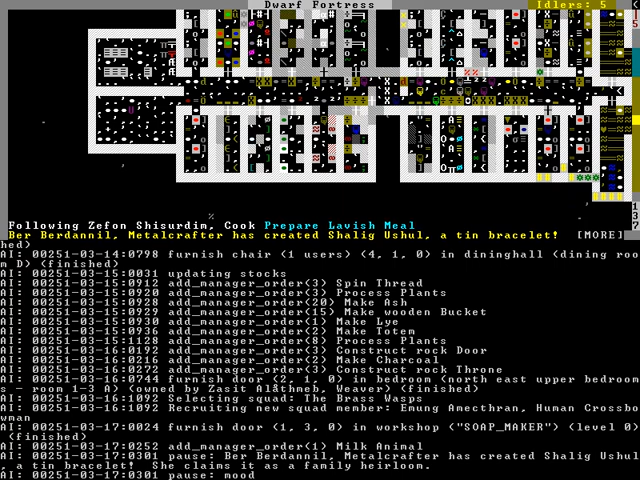 Dwarf Fortress
Idlers: 5
Following Zefon Shisurdim, Cook Prepare Lavish Meal
Ber Berdannil, Metalcrafter has created Shalig Ushul, a tin bracelet! [MORE]
hed)
AI: 00251-03-14:0798 furnish chair (1 users) (4, 1, 0) in dininghall (dining roo
m D) (finished)
AI: 00251-03-15:0031 updating stocks
AI: 00251-03-15:0912 add_manager_order(3) Spin Thread
AI: 00251-03-15:0920 add_manager_order(3) Process Plants
AI: 00251-03-15:0928 add_manager_order(20) Make Ash
AI: 00251-03-15:0929 add_manager_order(15) Make wooden Bucket
AI: 00251-03-15:0930 add_manager_order(1) Make Lye
AI: 00251-03-15:0936 add_manager_order(2) Make Totem
AI: 00251-03-15:1128 add_manager_order(8) Process Plants
AI: 00251-03-16:0192 add_manager_order(3) Construct rock Door
AI: 00251-03-16:0216 add_manager_order(2) Make Charcoal
AI: 00251-03-16:0272 add_manager_order(3) Construct rock Throne
AI: 00251-03-16:0744 furnish door (2, 1, 0) in bedroom (north east upper bedroom
s - room 1-3 A) (owned by Zasit Alåthneb, Weaver) (finished)
AI: 00251-03-16:1092 Selecting squad: The Brass Wasps
AI: 00251-03-16:1092 Recruiting new squad member: Emung Amecthran, Human Crossbo
wman
AI: 00251-03-17:0024 furnish door (1, 3, 0) in workshop ("SOAP_MAKER") (level 0)
(finished)
AI: 00251-03-17:0252 add_manager_order(1) Milk Animal
AI: 00251-03-17:0301 pause: Ber Berdannil, Metalcrafter has created Shalig Ushul
, a tin bracelet! She claims it as a family heirloom.
AI: 00251-03-17:0301 pause: mood